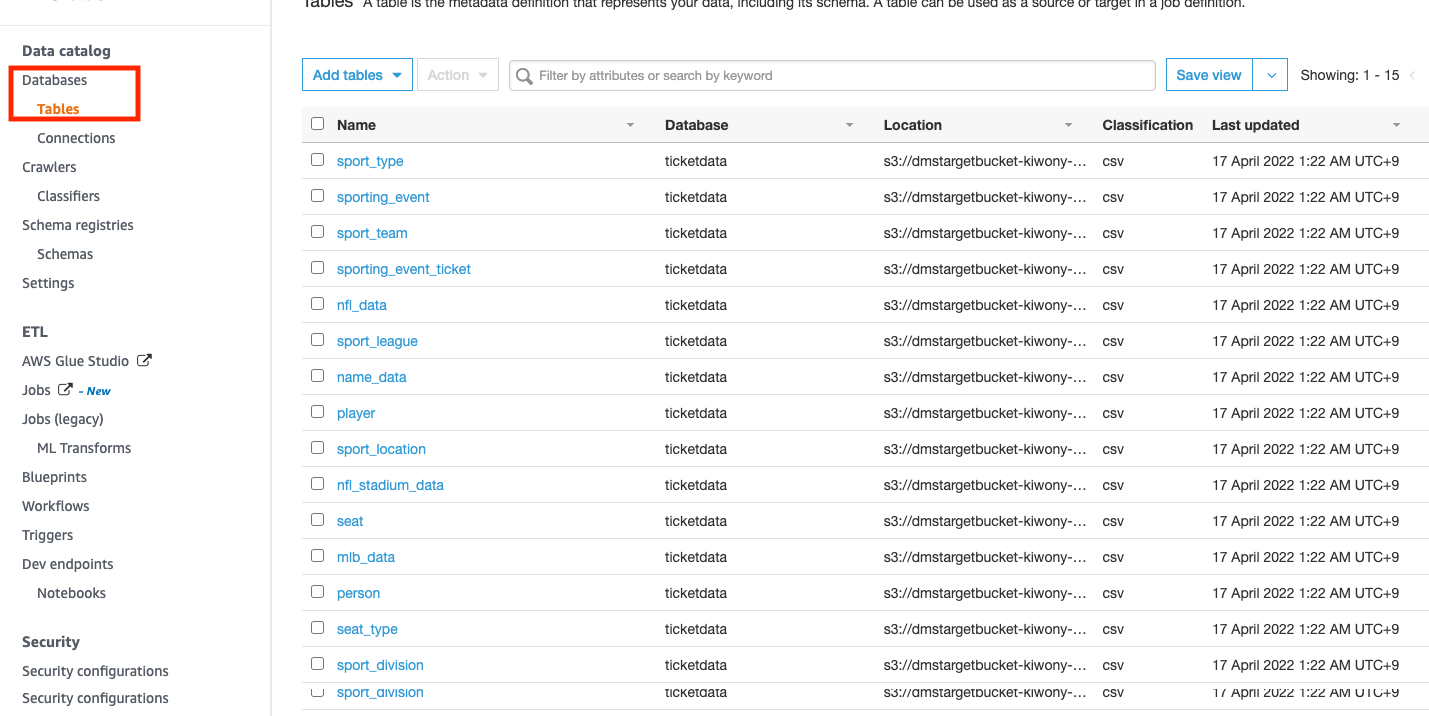 Tables A table is the metadata definition that represents your data, including its schema. A table can be used as a source or target in a job definition.
Data catalog
Databases
Tables
Connections
Crawlers
Classifiers
Schema registries
Schemas
Settings
ETL
AWS Glue Studio
Jobs - New
Jobs (legacy)
ML Transforms
Blueprints
Workflows
Triggers
Dev endpoints
Notebooks
Security
Security configurations
Security configurations
Add tables Action Filter by attributes or search by keyword Save view Showing: 1 - 15
Name Database Location Classification Last updated
sport_type ticketdata s3://dmstargetbucket-kiwony-... csv 17 April 2022 1:22 AM UTC+9
sporting_event ticketdata s3://dmstargetbucket-kiwony-... csv 17 April 2022 1:22 AM UTC+9
sport_team ticketdata s3://dmstargetbucket-kiwony-... csv 17 April 2022 1:22 AM UTC+9
sporting_event_ticket ticketdata s3://dmstargetbucket-kiwony-... csv 17 April 2022 1:22 AM UTC+9
nfl_data ticketdata s3://dmstargetbucket-kiwony-... csv 17 April 2022 1:22 AM UTC+9
sport_league ticketdata s3://dmstargetbucket-kiwony-... csv 17 April 2022 1:22 AM UTC+9
name_data ticketdata s3://dmstargetbucket-kiwony-... csv 17 April 2022 1:22 AM UTC+9
player ticketdata s3://dmstargetbucket-kiwony-... csv 17 April 2022 1:22 AM UTC+9
sport_location ticketdata s3://dmstargetbucket-kiwony-... csv 17 April 2022 1:22 AM UTC+9
nfl_stadium_data ticketdata s3://dmstargetbucket-kiwony-... csv 17 April 2022 1:22 AM UTC+9
seat ticketdata s3://dmstargetbucket-kiwony-... csv 17 April 2022 1:22 AM UTC+9
mlb_data ticketdata s3://dmstargetbucket-kiwony-... csv 17 April 2022 1:22 AM UTC+9
person ticketdata s3://dmstargetbucket-kiwony-... csv 17 April 2022 1:22 AM UTC+9
seat_type ticketdata s3://dmstargetbucket-kiwony-... csv 17 April 2022 1:22 AM UTC+9
sport_division ticketdata s3://dmstargetbucket-kiwony-... csv 17 April 2022 1:22 AM UTC+9
sport_division ticketdata s3://dmstargetbucket-kiwony-... csv 17 April 2022 1:22 AM UTC+9